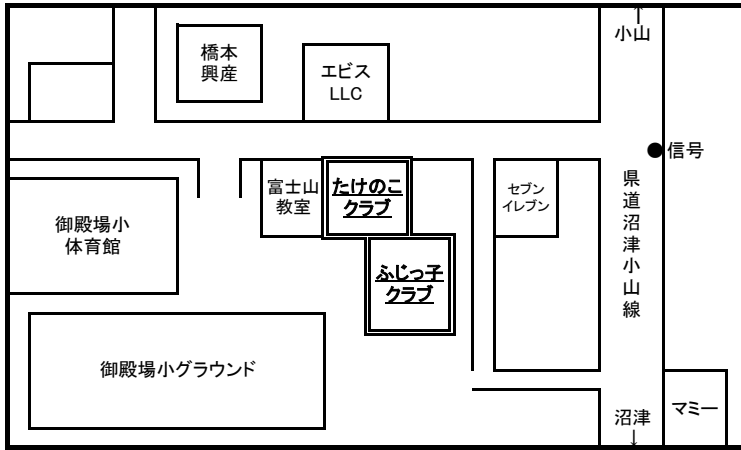 ↑
小山
橋本
興産
エビス
LLC
●信号
富士山
教室
たけのこ
クラブ
セブン
イレブン
県道沼津小山線
御殿場小
体育館
ふじっ子
クラブ
御殿場小グラウンド
マミー
沼津
↓